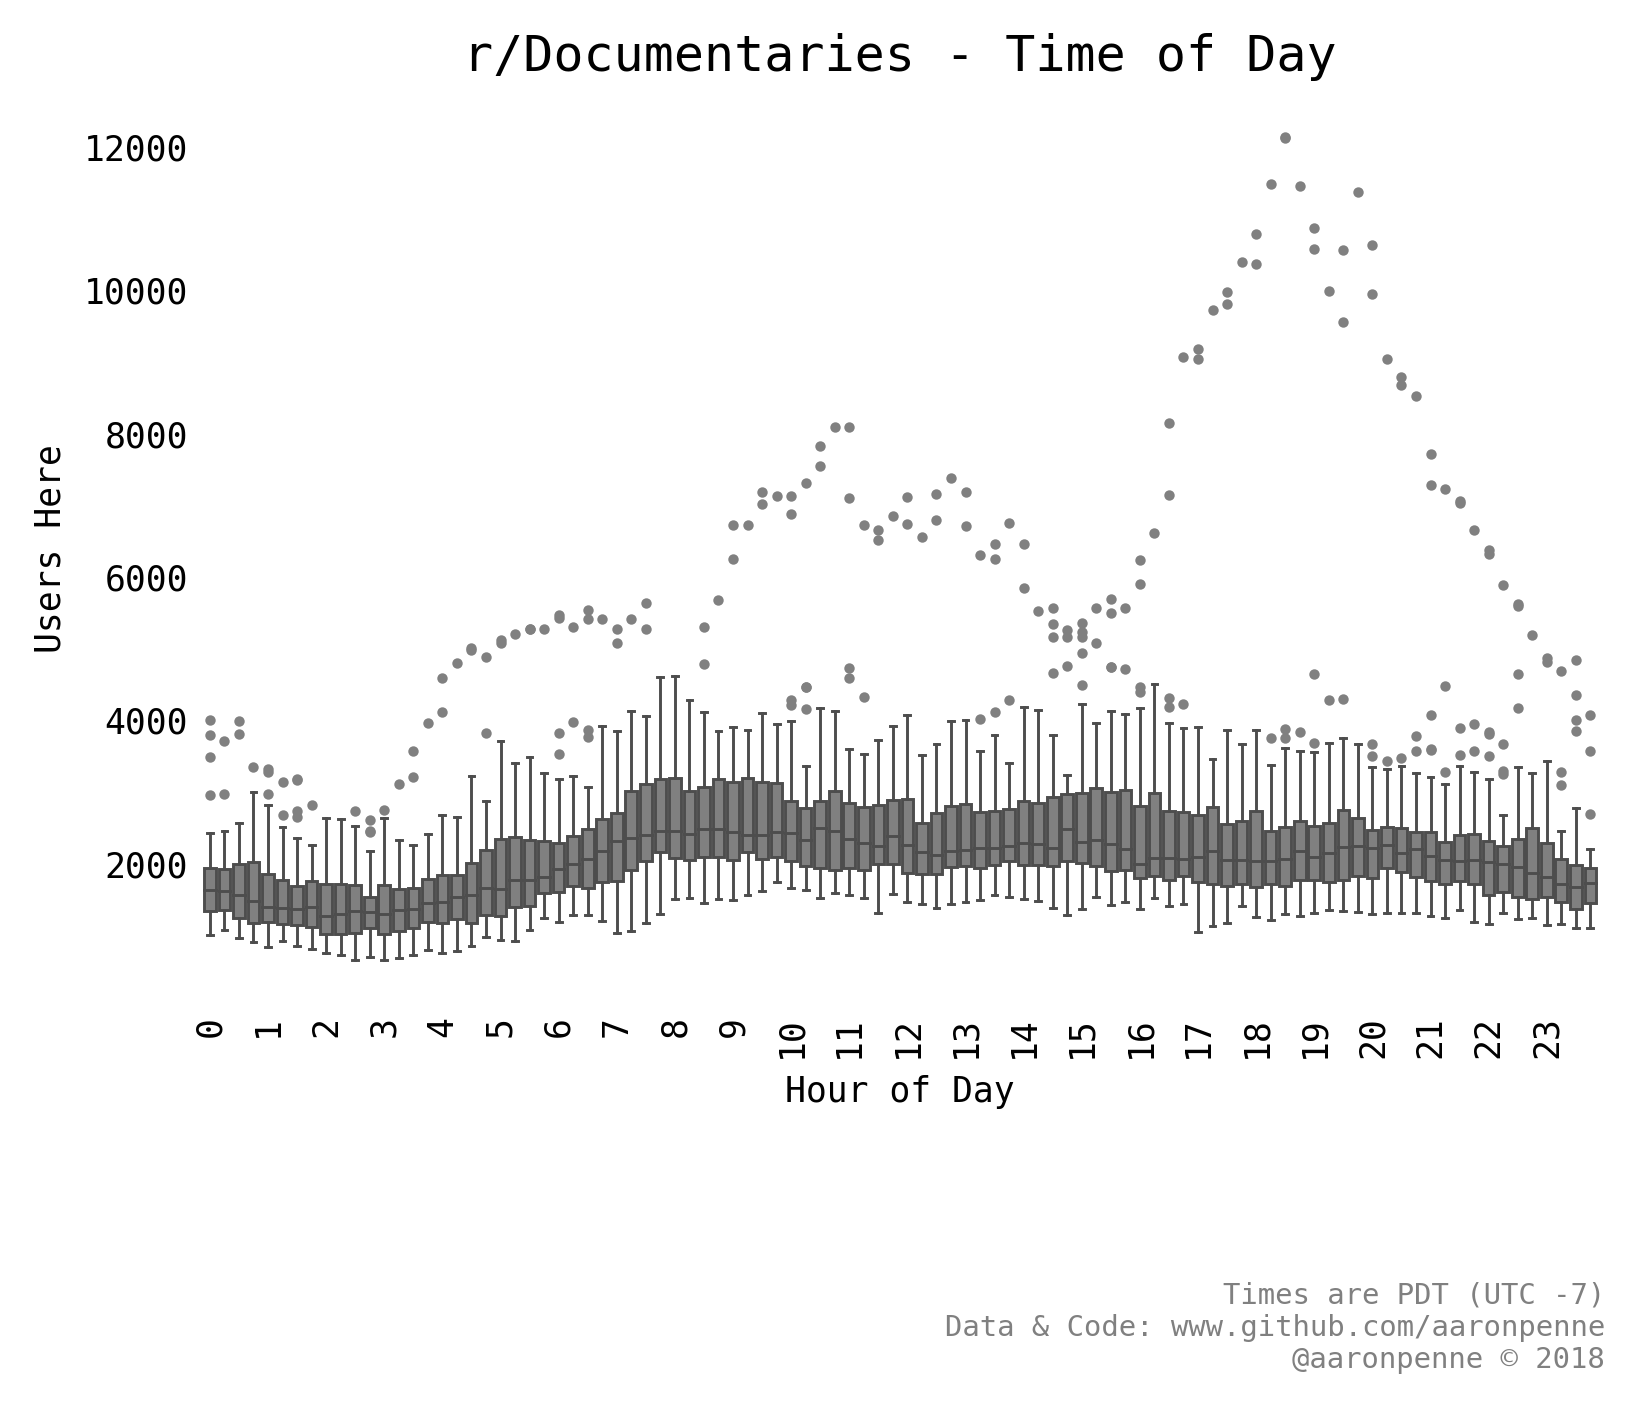 r/Documentaries - Time of Day
12000
10000
8000
6000
4000
2000
Users Here
0 1 2 3 4 5 6 7 8 9 10 11 12 13 14 15 16 17 18 19 20 21 22 23
Hour of Day
Times are PDT (UTC -7)
Data & Code: www.github.com/aaronpenne
@aaronpenne © 2018